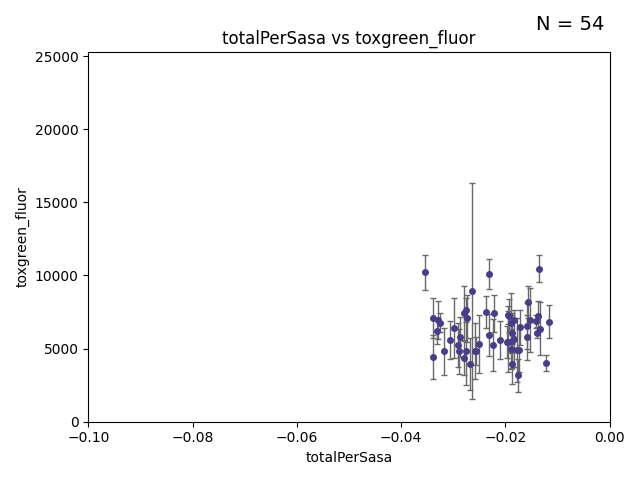 N = 54
totalPerSasa vs toxgreen_fluor
25000
20000
15000
10000
5000
0
toxgreen_fluor
−0.10 −0.08 −0.06 −0.04 −0.02 0.00
totalPerSasa